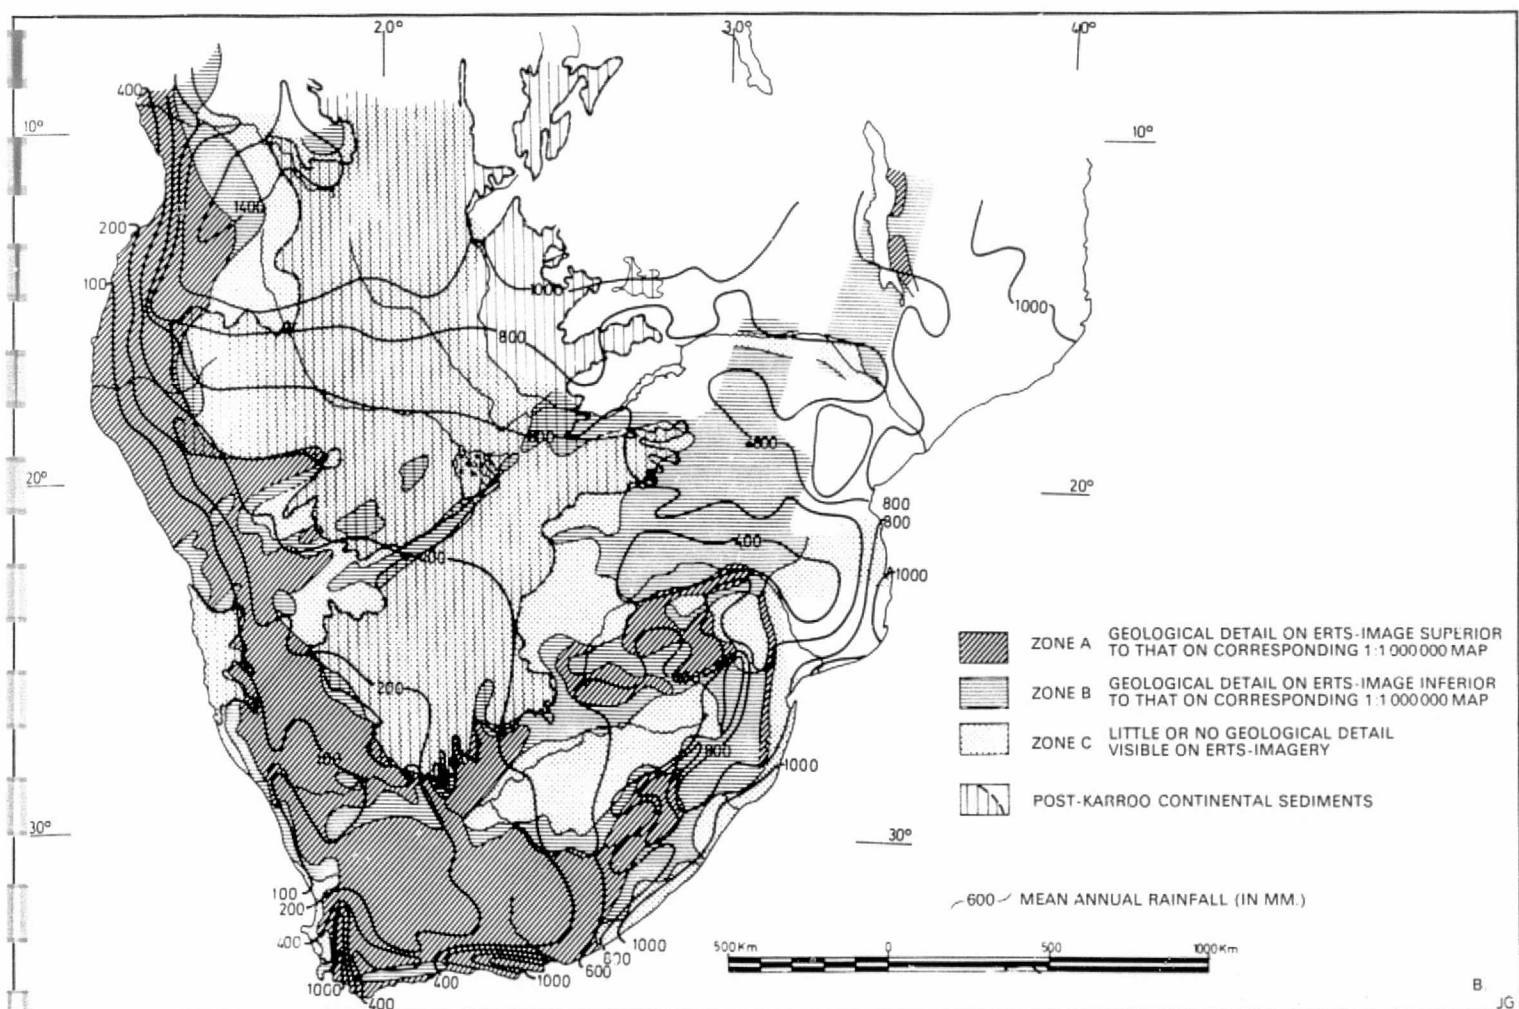 20° 30° 40°
400
10° 10°
1400
200
100
1000
1000
800
800
20° 20°
400
1000
ZONE A GEOLOGICAL DETAIL ON ERTS-IMAGE SUPERIOR
TO THAT ON CORRESPONDING 1:1 000 000 MAP
200
ZONE B GEOLOGICAL DETAIL ON ERTS-IMAGE INFERIOR
TO THAT ON CORRESPONDING 1:1 000 000 MAP
ZONE C LITTLE OR NO GEOLOGICAL DETAIL
VISIBLE ON ERTS-IMAGERY
800
1000
POST-KARROO CONTINENTAL SEDIMENTS
30° 30°
100
200
600 MEAN ANNUAL RAINFALL (IN MM.)
400
1000
600
500 Km 0 500 1000 Km
1000
400
1000
400
B.
JG